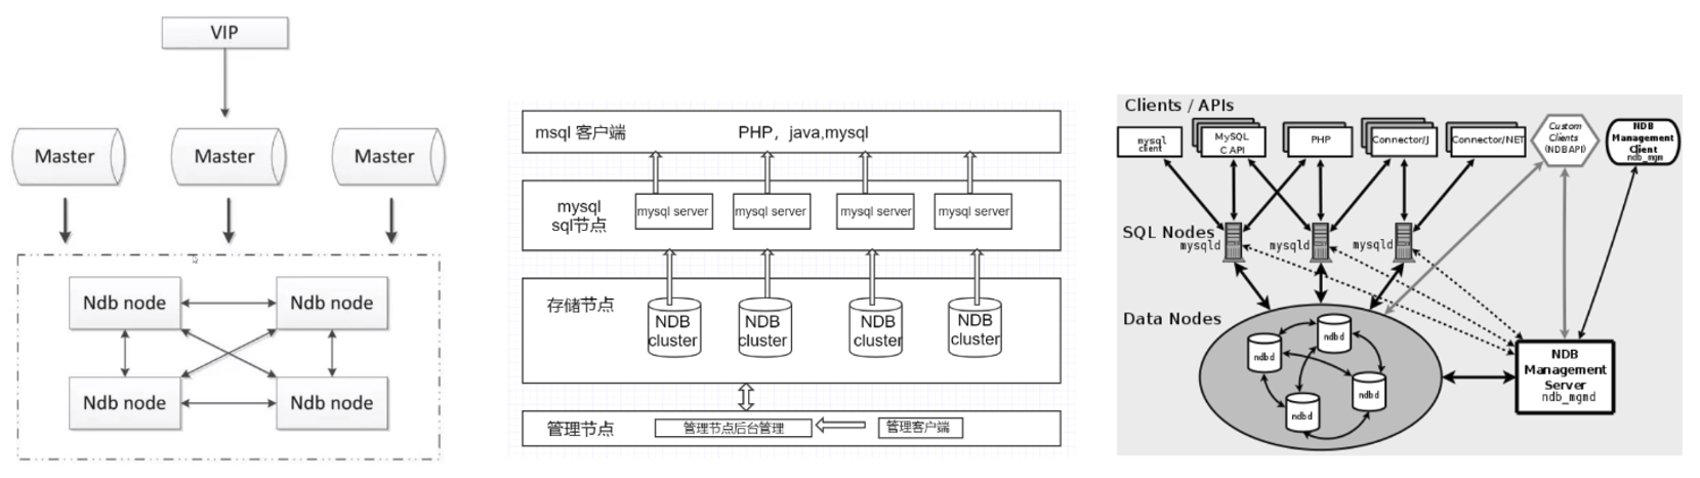 VIP
Master
Master
Master
Ndb node
Ndb node
Ndb node
Ndb node
msql 客户端
PHP，java,mysql
mysql
sql节点
mysql server
mysql server
mysql server
mysql server
存储节点
NDB
cluster
NDB
cluster
NDB
cluster
NDB
cluster
管理节点
管理节点后台管理
管理客户端
Clients / APIs
mysql
client
MySQL
C API
PHP
Connector/J
Connector/NET
Custom
Clients
(NDB API)
NDB
Management
Client
ndb_mgm
SQL Nodes
mysqld
mysqld
mysqld
Data Nodes
ndbd
ndbd
ndbd
ndbd
NDB
Management
Server
ndb_mgmd